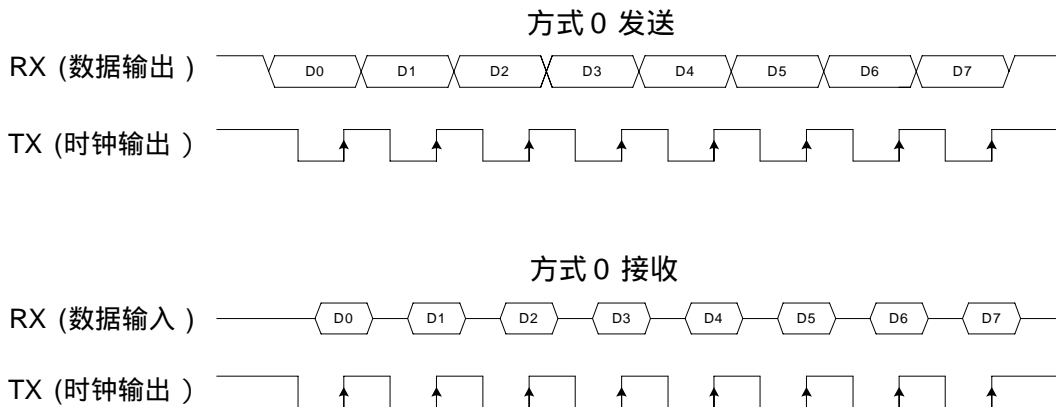 方式 0 发送
RX (数据输出 )
D0 D1 D2 D3 D4 D5 D6 D7
TX (时钟输出 )
方式 0 接收
RX (数据输入 )
D0 D1 D2 D3 D4 D5 D6 D7
TX (时钟输出 )